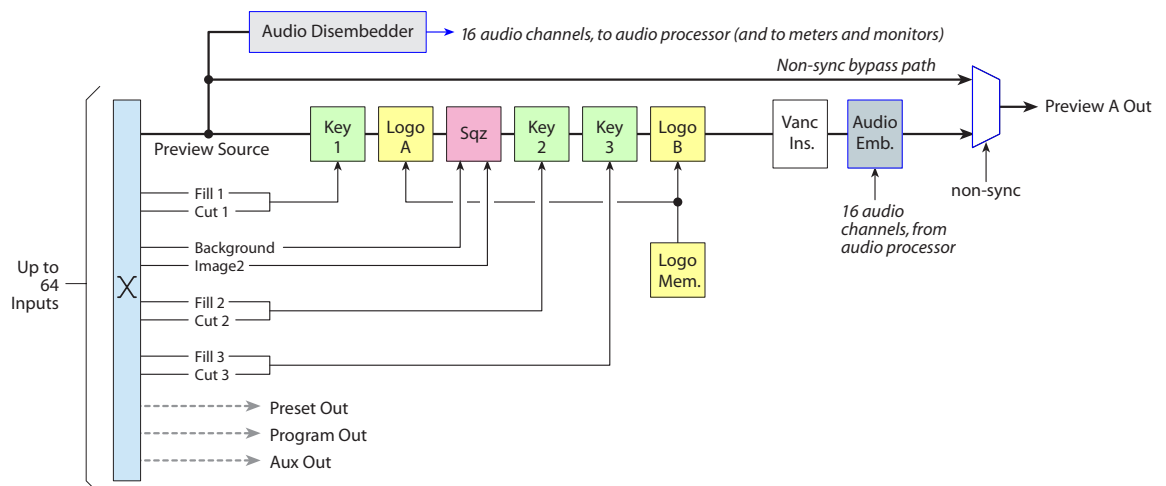 Audio Disembedder
16 audio channels, to audio processor (and to meters and monitors)
Non-sync bypass path
Preview A Out
Preview Source
Key
1
Logo
A
Sqz
Key
2
Key
3
Logo
B
Vanc
Ins.
Audio
Emb.
non-sync
Fill 1
Cut 1
16 audio
channels, from
audio processor
Background
Image2
Logo
Mem.
Up to
64
Inputs
Fill 2
Cut 2
Fill 3
Cut 3
Preset Out
Program Out
Aux Out